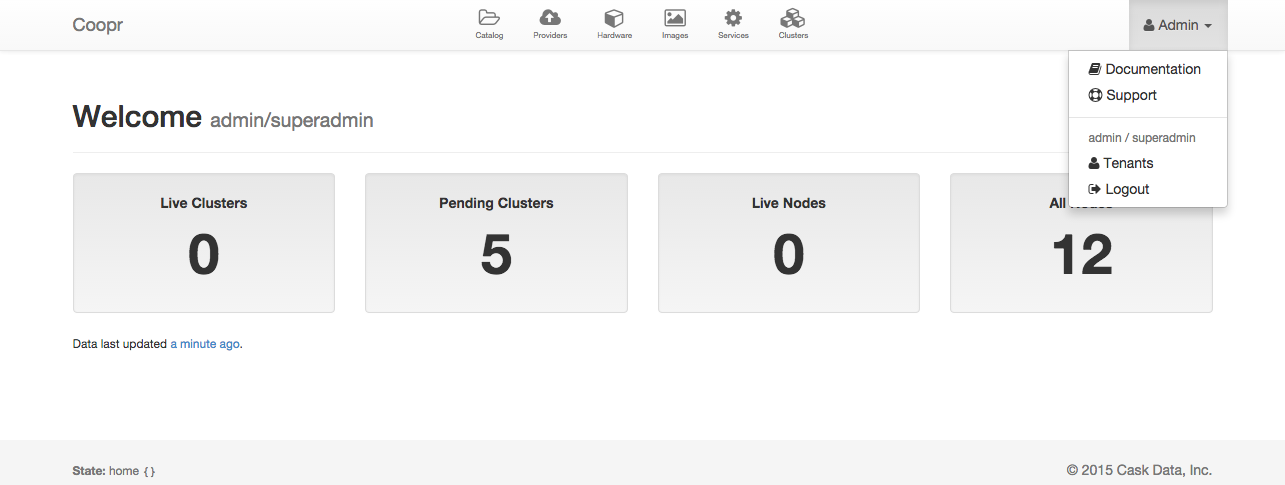 Coopr
Catalog
Providers
Hardware
Images
Services
Clusters
Admin
Documentation
Support
admin / superadmin
Tenants
Logout
Welcome admin/superadmin
Live Clusters
0
Pending Clusters
5
Live Nodes
0
All Nodes
12
Data last updated a minute ago.
State: home {}
© 2015 Cask Data, Inc.